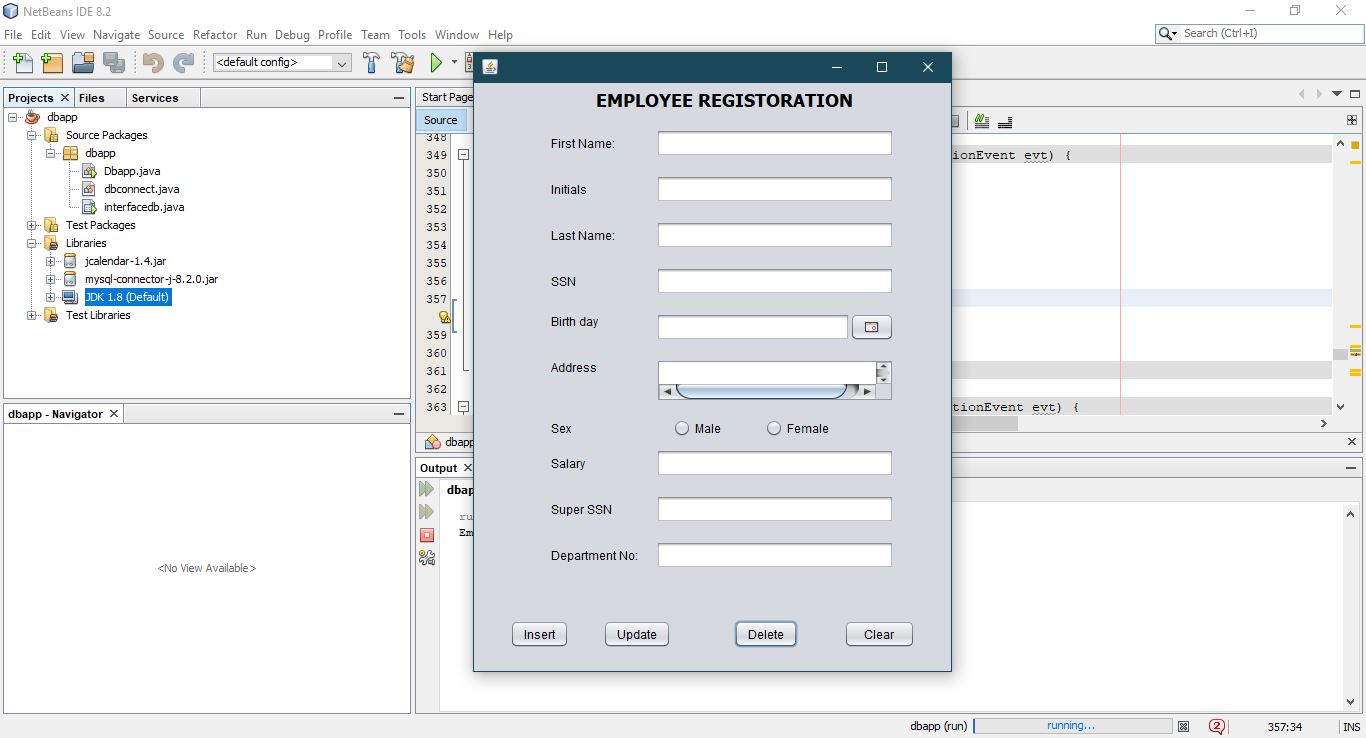 NetBeans IDE 8.2
File Edit View Navigate Source Refactor Run Debug Profile Team Tools Window Help
Search (Ctrl+I)
<default config>
Projects Files Services
dbapp
Source Packages
dbapp
Dbapp.java
dbconnect.java
interfacedb.java
Test Packages
Libraries
jcalendar-1.4.jar
mysql-connector-j-8.2.0.jar
JDK 1.8 (Default)
Test Libraries
dbapp - Navigator
<No View Available>
Start Page
Source
348
349 ionEvent evt) {
350
351
352
353
354
355
356
357
359
360
361
362
363 tionEvent evt) {
dbapp
Output
dbap
ru
Em
EMPLOYEE REGISTORATION
First Name:
Initials
Last Name:
SSN
Birth day
Address
Sex Male Female
Salary
Super SSN
Department No:
Insert Update Delete Clear
dbapp (run) running... 2 357:34 INS